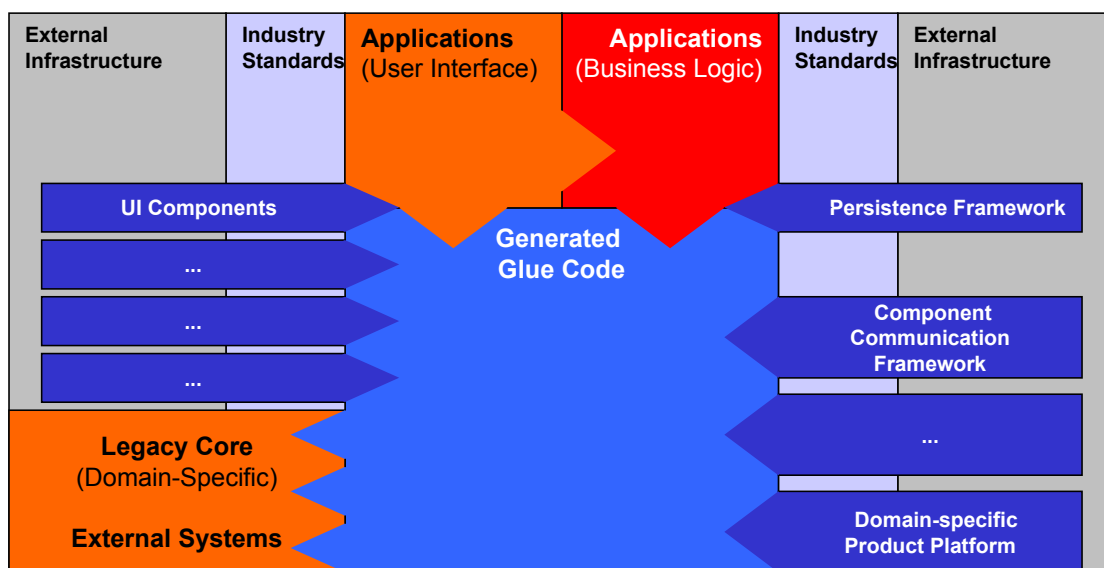 External
Infrastructure
Industry
Standards
Applications
(User Interface)
Applications
(Business Logic)
Industry
Standards
External
Infrastructure
UI Components
Persistence Framework
Generated
Glue Code
...
...
...
Component
Communication
Framework
...
Legacy Core
(Domain-Specific)
External Systems
Domain-specific
Product Platform